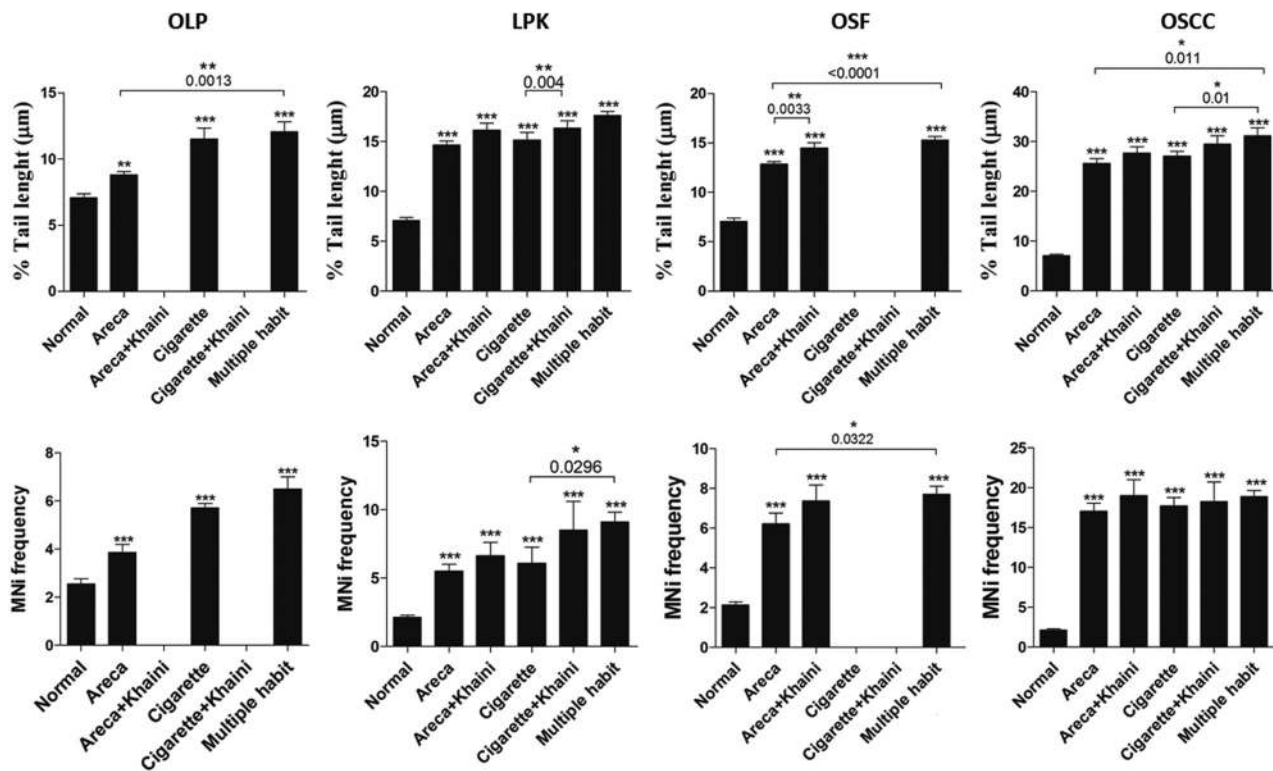 OLP
LPK
OSF
OSCC
% Tail lenght (µm)
15
10
5
0
**
0.0013
**
***
***
Normal
Areca
Areca+Khaini
Cigarette
Cigarette+Khaini
Multiple habit
% Tail lenght (µm)
20
15
10
5
0
**
0.004
***
***
***
***
***
Normal
Areca
Areca+Khaini
Cigarette
Cigarette+Khaini
Multiple habit
% Tail lenght (µm)
20
15
10
5
0
***
<0.0001
**
0.0033
***
***
***
Normal
Areca
Areca+Khaini
Cigarette
Cigarette+Khaini
Multiple habit
% Tail lenght (µm)
40
30
20
10
0
*
0.011
*
0.01
***
***
***
***
***
Normal
Areca
Areca+Khaini
Cigarette
Cigarette+Khaini
Multiple habit
MNi frequency
8
6
4
2
0
***
***
***
Normal
Areca
Areca+Khaini
Cigarette
Cigarette+Khaini
Multiple habit
MNi frequency
15
10
5
0
*
0.0296
***
***
***
***
***
Normal
Areca
Areca+Khaini
Cigarette
Cigarette+Khaini
Multiple habit
MNi frequency
10
8
6
4
2
0
*
0.0322
***
***
***
Normal
Areca
Areca+Khaini
Cigarette
Cigarette+Khaini
Multiple habit
MNi frequency
25
20
15
10
5
0
***
***
***
***
***
Normal
Areca
Areca+Khaini
Cigarette
Cigarette+Khaini
Multiple habit